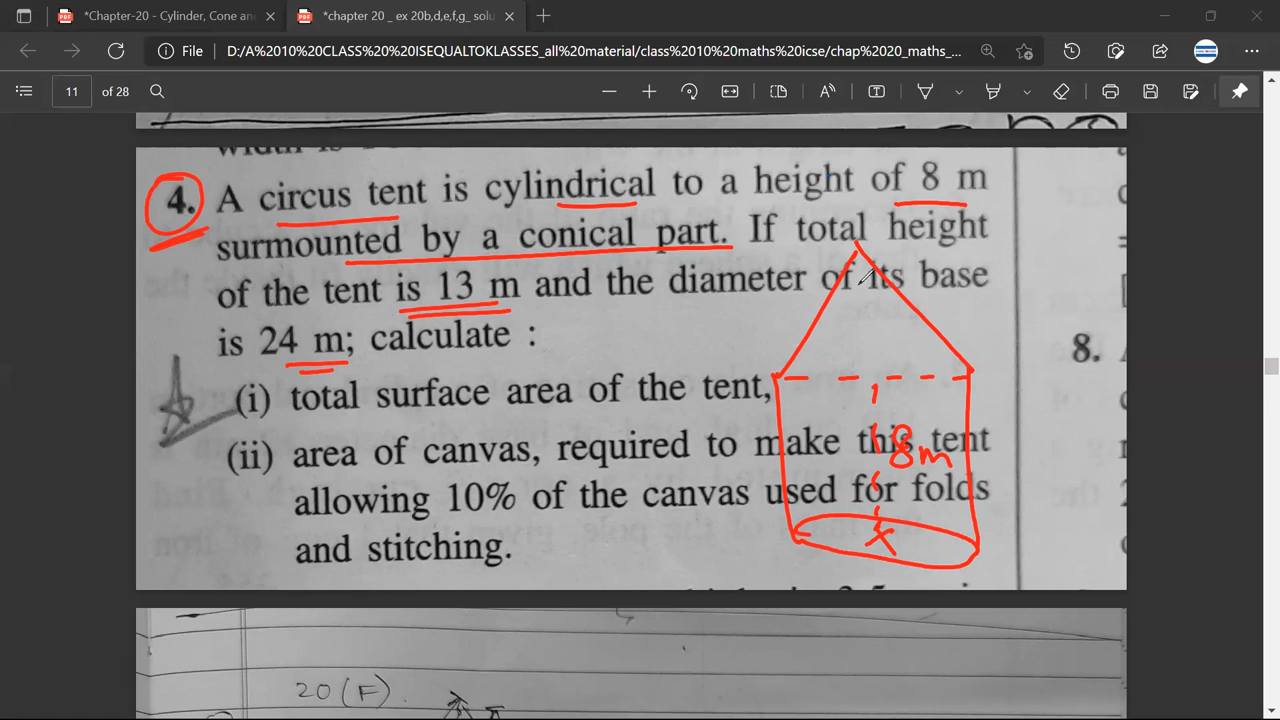 *Chapter-20 - Cylinder, Cone an
*chapter 20 _ ex 20b,d,e,f,g_ solu
File D:/A%2010%20CLASS%20%20ISEQUALTOKLASSES_all%20material/class%2010%20maths%20icse/chap%2020_maths_...
11 of 28
4. A circus tent is cylindrical to a height of 8 m
surmounted by a conical part. If total height
of the tent is 13 m and the diameter of its base
is 24 m; calculate :
8.
(i) total surface area of the tent,
(ii) area of canvas, required to make this tent
8m
allowing 10% of the canvas used for folds
and stitching.
20 (F).